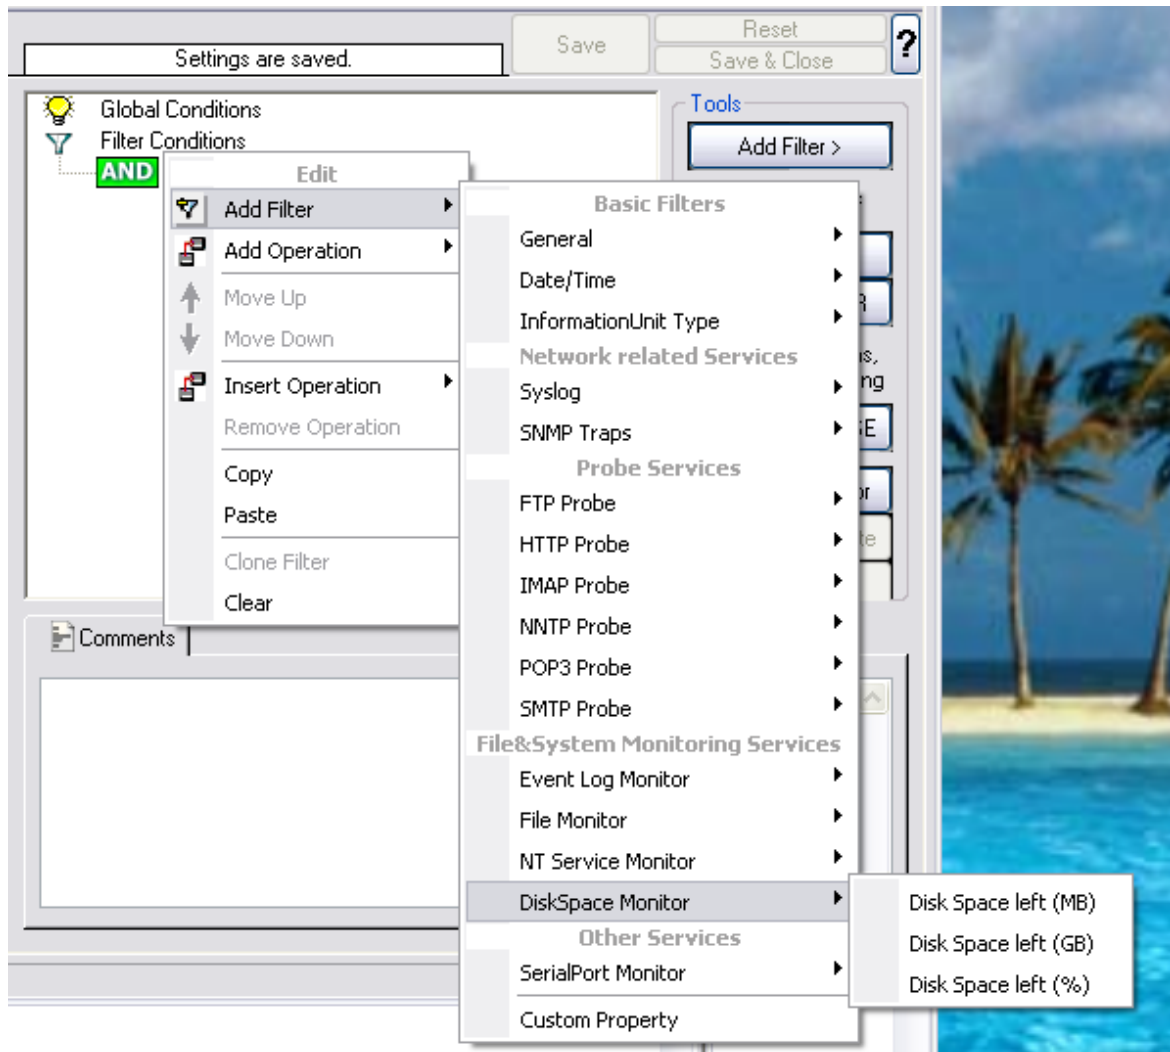 Settings are saved.
Save
Reset
Save & Close
?
Global Conditions
Filter Conditions
AND
Tools
Add Filter >
Edit
Add Filter
Add Operation
Move Up
Move Down
Insert Operation
Remove Operation
Copy
Paste
Clone Filter
Clear
Basic Filters
General
Date/Time
InformationUnit Type
Network related Services
Syslog
SNMP Traps
Probe Services
FTP Probe
HTTP Probe
IMAP Probe
NNTP Probe
POP3 Probe
SMTP Probe
File&System Monitoring Services
Event Log Monitor
File Monitor
NT Service Monitor
DiskSpace Monitor
Other Services
SerialPort Monitor
Custom Property
Disk Space left (MB)
Disk Space left (GB)
Disk Space left (%)
Comments